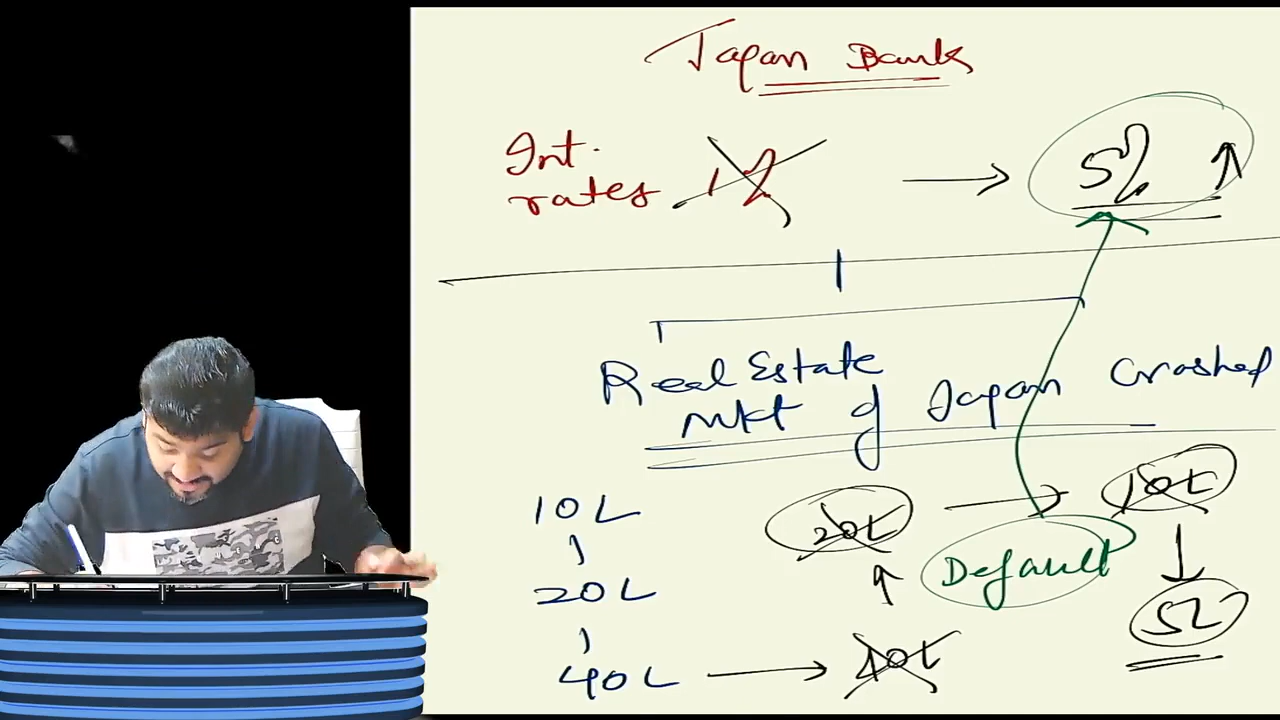 Japan Bank
Int. rates 1% → 5% ↑
Real Estate
Mkt of Japan Crashed
10L
20L → 10L
Default
20L
5L
40L → 40L